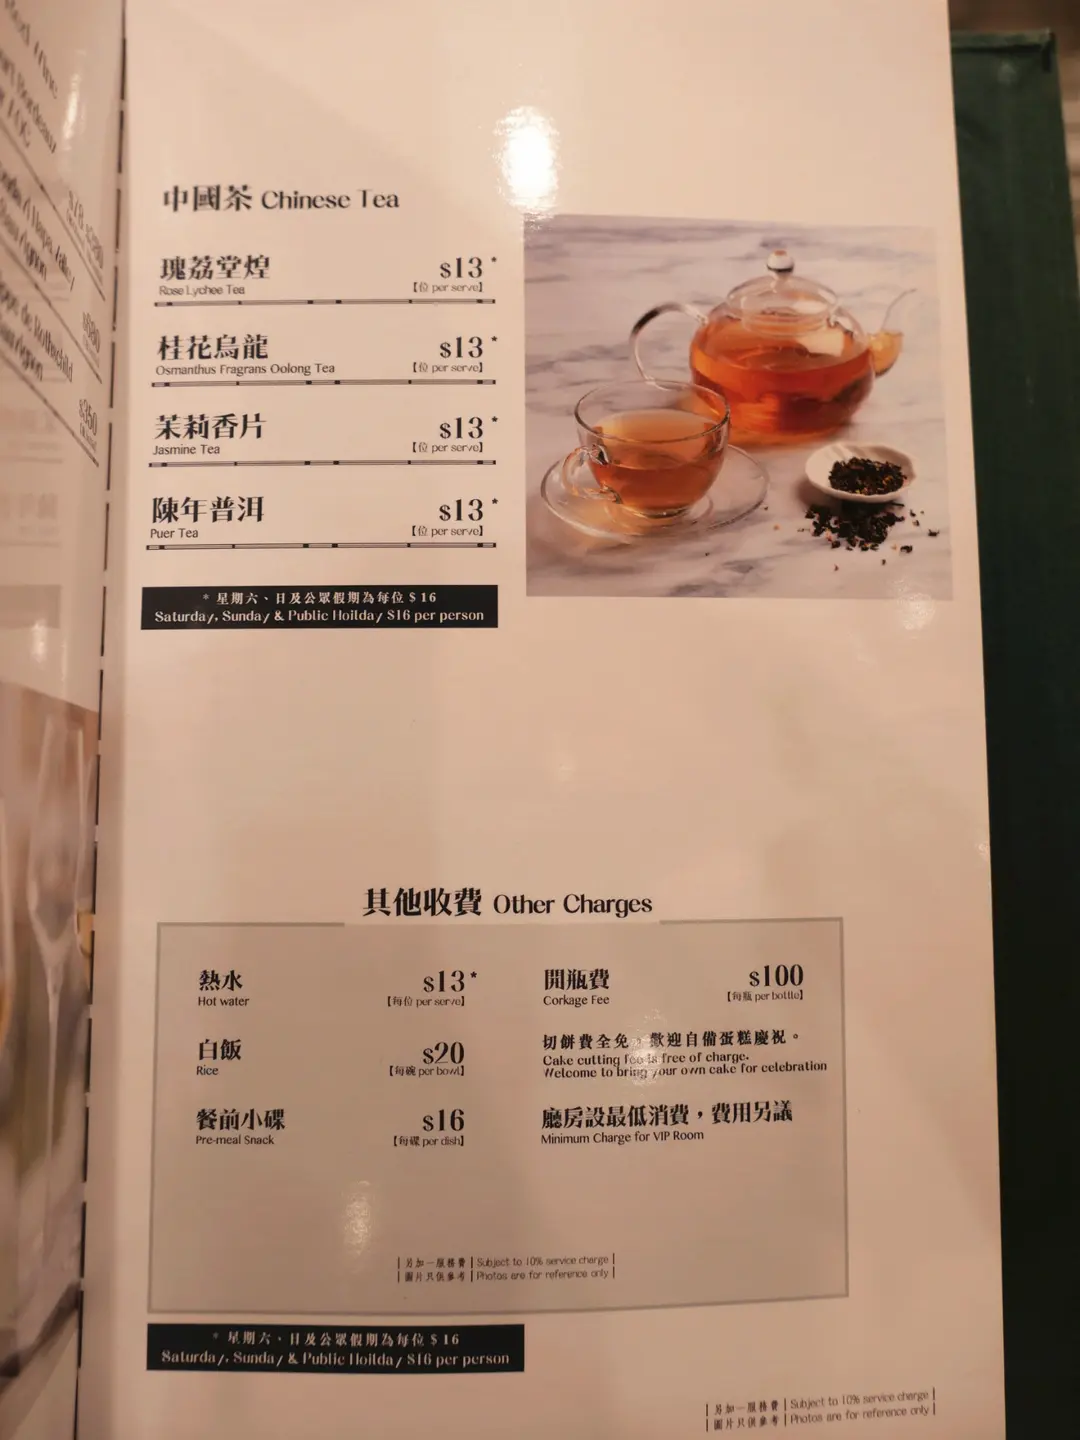 Red Wine
Bordeaux
AOC
Napa Valley
de Rothschild
$350
中國茶 Chinese Tea
瑰荔堂煌 $13*
Rose Lychee Tea 【位 per serve】
桂花烏龍 $13*
Osmanthus Fragrans Oolong Tea 【位 per serve】
茉莉香片 $13*
Jasmine Tea 【位 per serve】
陳年普洱 $13*
Puer Tea 【位 per serve】
* 星期六、日及公眾假期為每位 $16
Saturday, Sunday & Public Hoilday $16 per person
其他收費 Other Charges
熱水 $13*
Hot water 【每位 per serve】
白飯 $20
Rice 【每碗 per bowl】
餐前小碟 $16
Pre-meal Snack 【每碟 per dish】
開瓶費 $100
Corkage Fee 【每瓶 per bottle】
切餅費全免。歡迎自備蛋糕慶祝。
Cake cutting fee is free of charge.
Welcome to bring your own cake for celebration
廳房設最低消費，費用另議
Minimum Charge for VIP Room
| 另加一服務費 | Subject to 10% service charge |
| 圖片只供參考 | Photos are for reference only |
* 星期六、日及公眾假期為每位 $16
Saturday, Sunday & Public Hoilday $16 per person
| 另加一服務費 | Subject to 10% service charge |
| 圖片只供參考 | Photos are for reference only |